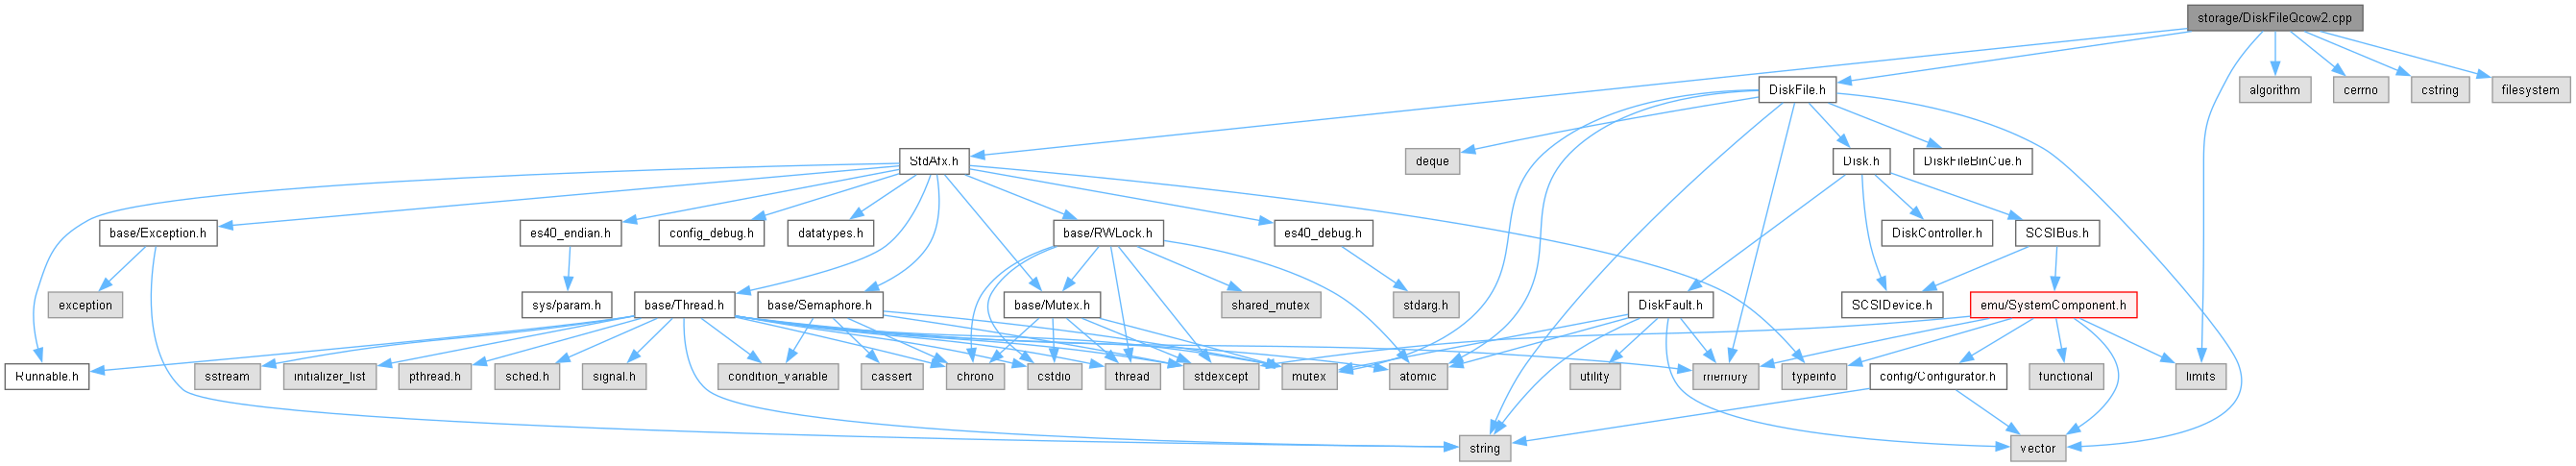 storage/DiskFileQcow2.cpp
DiskFile.h
algorithm
cerrno
cstring
filesystem
StdAfx.h
deque
Disk.h
DiskFileBinCue.h
base/Exception.h
es40_endian.h
config_debug.h
datatypes.h
base/RWLock.h
es40_debug.h
DiskController.h
SCSIBus.h
exception
sys/param.h
base/Thread.h
base/Semaphore.h
base/Mutex.h
shared_mutex
stdarg.h
DiskFault.h
SCSIDevice.h
emu/SystemComponent.h
Runnable.h
sstream
initializer_list
pthread.h
sched.h
signal.h
condition_variable
cassert
chrono
cstdio
thread
stdexcept
mutex
atomic
utility
memory
typeinfo
config/Configurator.h
functional
limits
string
vector